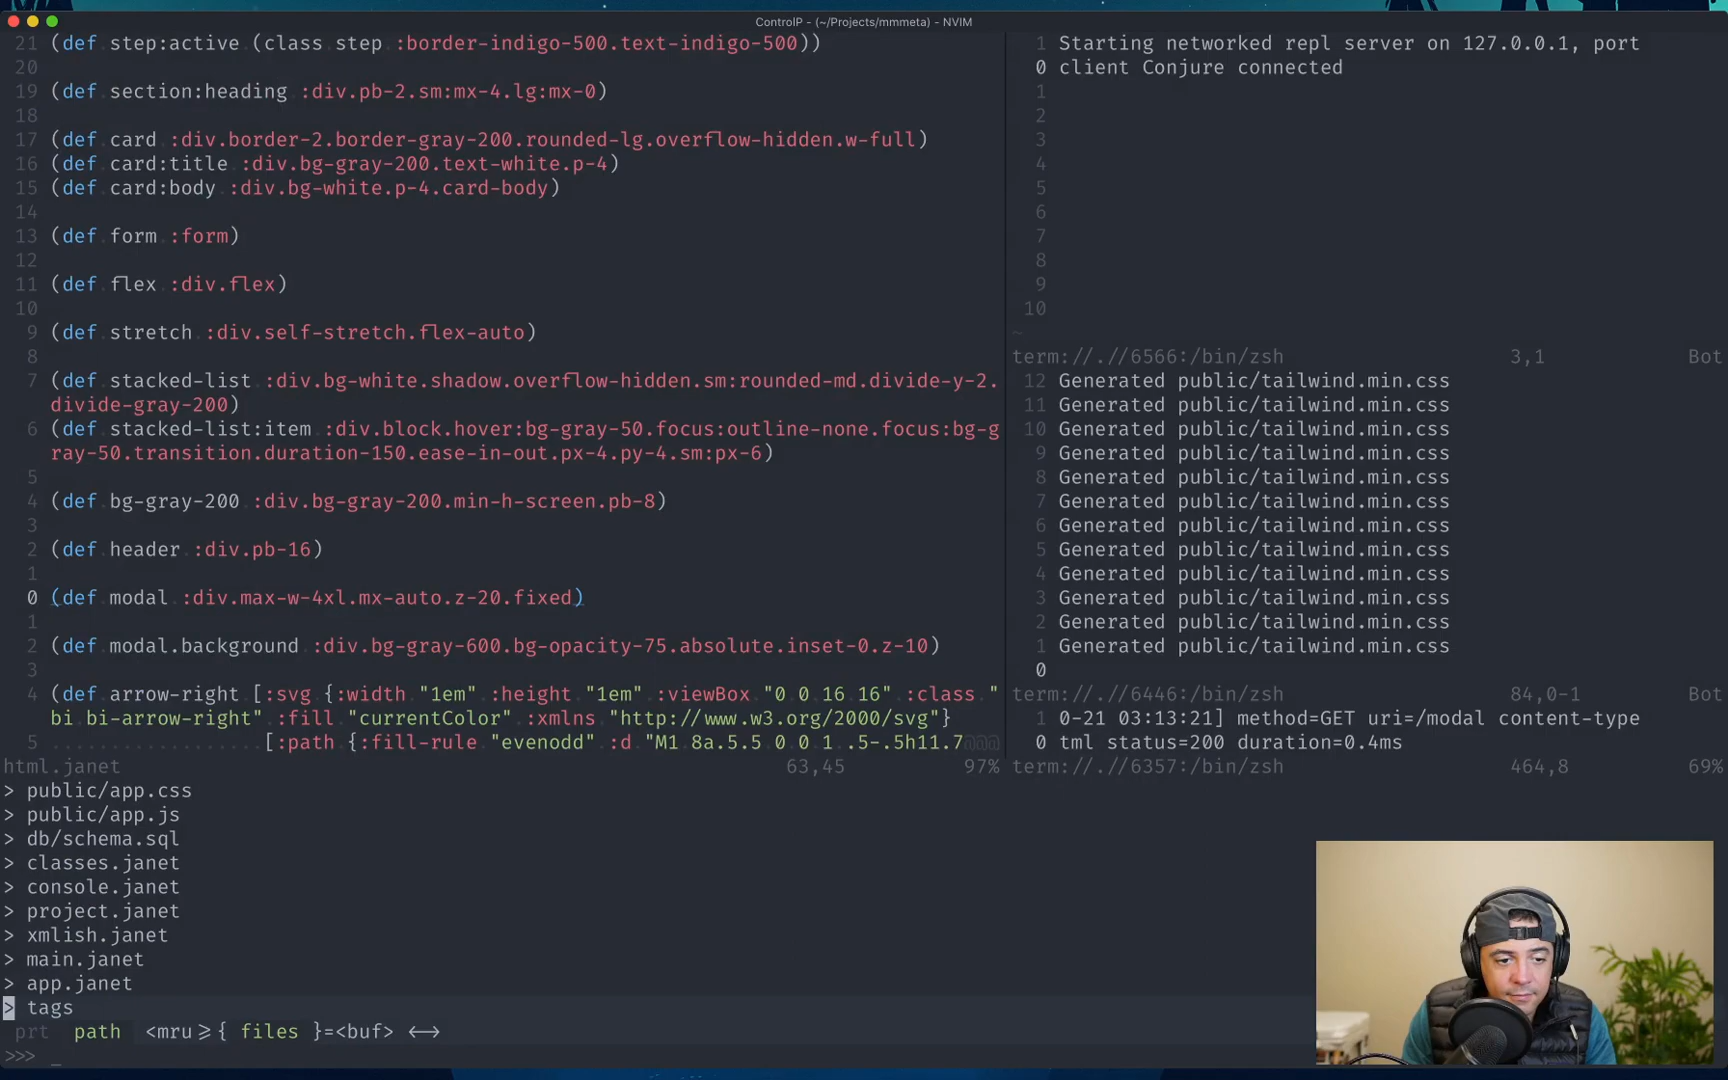 ControlP - (~/Projects/mmmeta) - NVIM
21 (def step:active (class step :border-indigo-500.text-indigo-500))
20
19 (def section:heading :div.pb-2.sm:mx-4.lg:mx-0)
18
17 (def card :div.border-2.border-gray-200.rounded-lg.overflow-hidden.w-full)
16 (def card:title :div.bg-gray-200.text-white.p-4)
15 (def card:body :div.bg-white.p-4.card-body)
14
13 (def form :form)
12
11 (def flex :div.flex)
10
9 (def stretch :div.self-stretch.flex-auto)
8
7 (def stacked-list :div.bg-white.shadow.overflow-hidden.sm:rounded-md.divide-y-2.
divide-gray-200)
6 (def stacked-list:item :div.block.hover:bg-gray-50.focus:outline-none.focus:bg-g
ray-50.transition.duration-150.ease-in-out.px-4.py-4.sm:px-6)
5
4 (def bg-gray-200 :div.bg-gray-200.min-h-screen.pb-8)
3
2 (def header :div.pb-16)
1
0 (def modal :div.max-w-4xl.mx-auto.z-20.fixed)
1
2 (def modal.background :div.bg-gray-600.bg-opacity-75.absolute.inset-0.z-10)
3
4 (def arrow-right [:svg {:width "1em" :height "1em" :viewBox "0 0 16 16" :class "
bi bi-arrow-right" :fill "currentColor" :xmlns "http://www.w3.org/2000/svg"}
5 ................. [:path {:fill-rule "evenodd" :d "M1 8a.5.5 0 0 1 .5-.5h11.7@@@
html.janet 63,45 97%
1 Starting networked repl server on 127.0.0.1, port
0 client Conjure connected
1
2
3
4
5
6
7
8
9
10
~
term://.//6566:/bin/zsh 3,1 Bot
12 Generated public/tailwind.min.css
11 Generated public/tailwind.min.css
10 Generated public/tailwind.min.css
9 Generated public/tailwind.min.css
8 Generated public/tailwind.min.css
7 Generated public/tailwind.min.css
6 Generated public/tailwind.min.css
5 Generated public/tailwind.min.css
4 Generated public/tailwind.min.css
3 Generated public/tailwind.min.css
2 Generated public/tailwind.min.css
1 Generated public/tailwind.min.css
0
term://.//6446:/bin/zsh 84,0-1 Bot
1 0-21 03:13:21] method=GET uri=/modal content-type
0 tml status=200 duration=0.4ms
term://.//6357:/bin/zsh 464,8 69%
> public/app.css
> public/app.js
> db/schema.sql
> classes.janet
> console.janet
> project.janet
> xmlish.janet
> main.janet
> app.janet
> tags
prt path <mru>={ files }=<buf> <->
>>> _